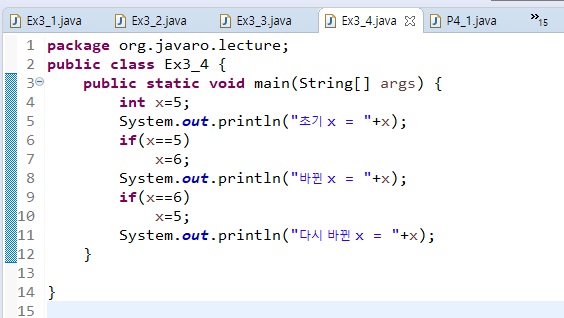 Ex3_1.java Ex3_2.java Ex3_3.java Ex3_4.java P4_1.java »15
1 package org.javaro.lecture;
2 public class Ex3_4 {
3 public static void main(String[] args) {
4 int x=5;
5 System.out.println("초기 x = "+x);
6 if(x==5)
7 x=6;
8 System.out.println("바뀐 x = "+x);
9 if(x==6)
10 x=5;
11 System.out.println("다시 바뀐 x = "+x);
12 }
13
14 }
15